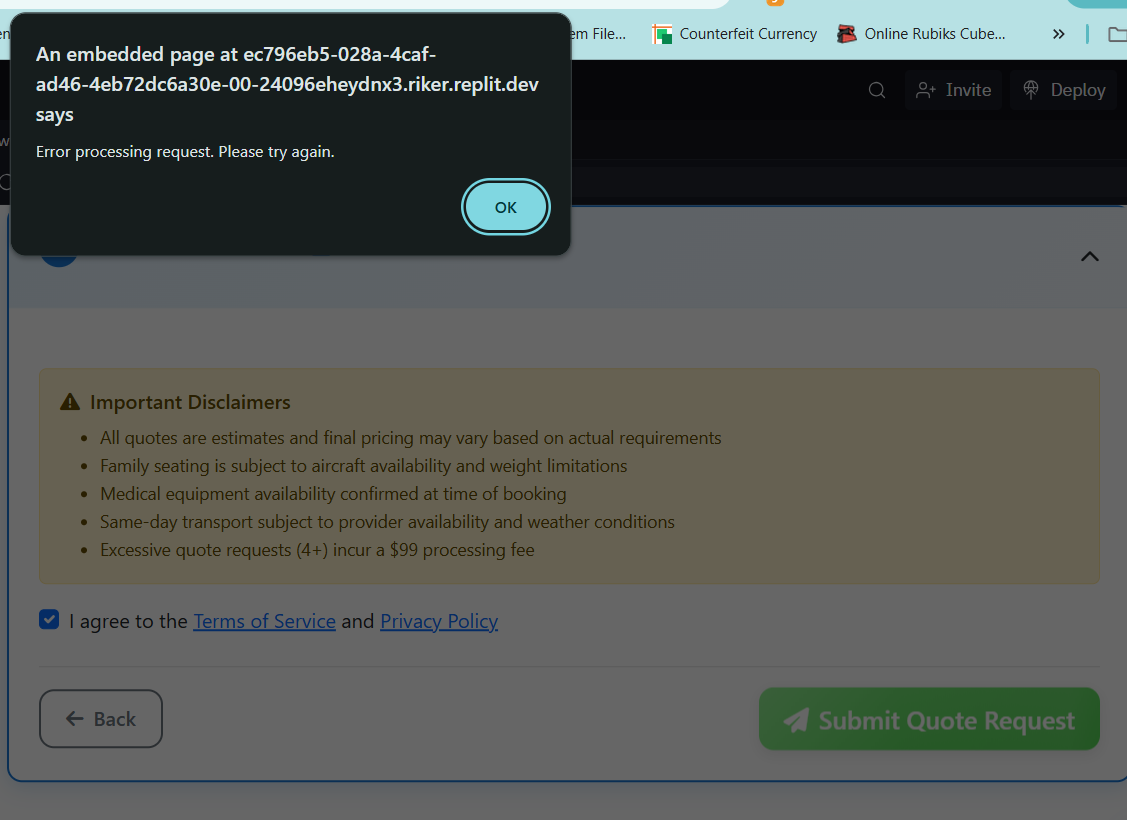 em File...
Counterfeit Currency
Online Rubiks Cube...
An embedded page at ec796eb5-028a-4caf-
ad46-4eb72dc6a30e-00-24096eheydnx3.riker.replit.dev
says
Error processing request. Please try again.
OK
Invite
Deploy
Important Disclaimers
All quotes are estimates and final pricing may vary based on actual requirements
Family seating is subject to aircraft availability and weight limitations
Medical equipment availability confirmed at time of booking
Same-day transport subject to provider availability and weather conditions
Excessive quote requests (4+) incur a $99 processing fee
I agree to the Terms of Service and Privacy Policy
Back
Submit Quote Request